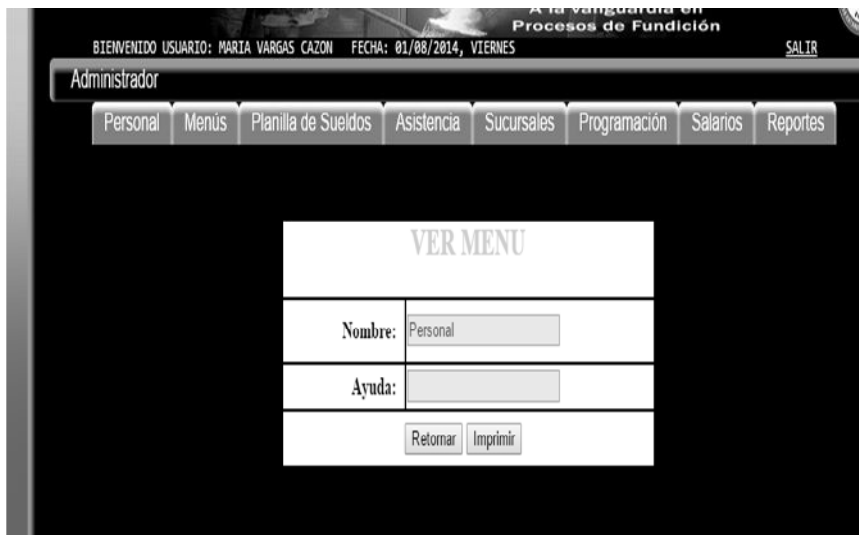 A la vanguardia en
Procesos de Fundición
BIENVENIDO USUARIO: MARIA VARGAS CAZON FECHA: 01/08/2014, VIERNES SALIR
Administrador
Personal Menús Planilla de Sueldos Asistencia Sucursales Programación Salarios Reportes
VER MENU
Nombre: Personal
Ayuda:
Retornar Imprimir